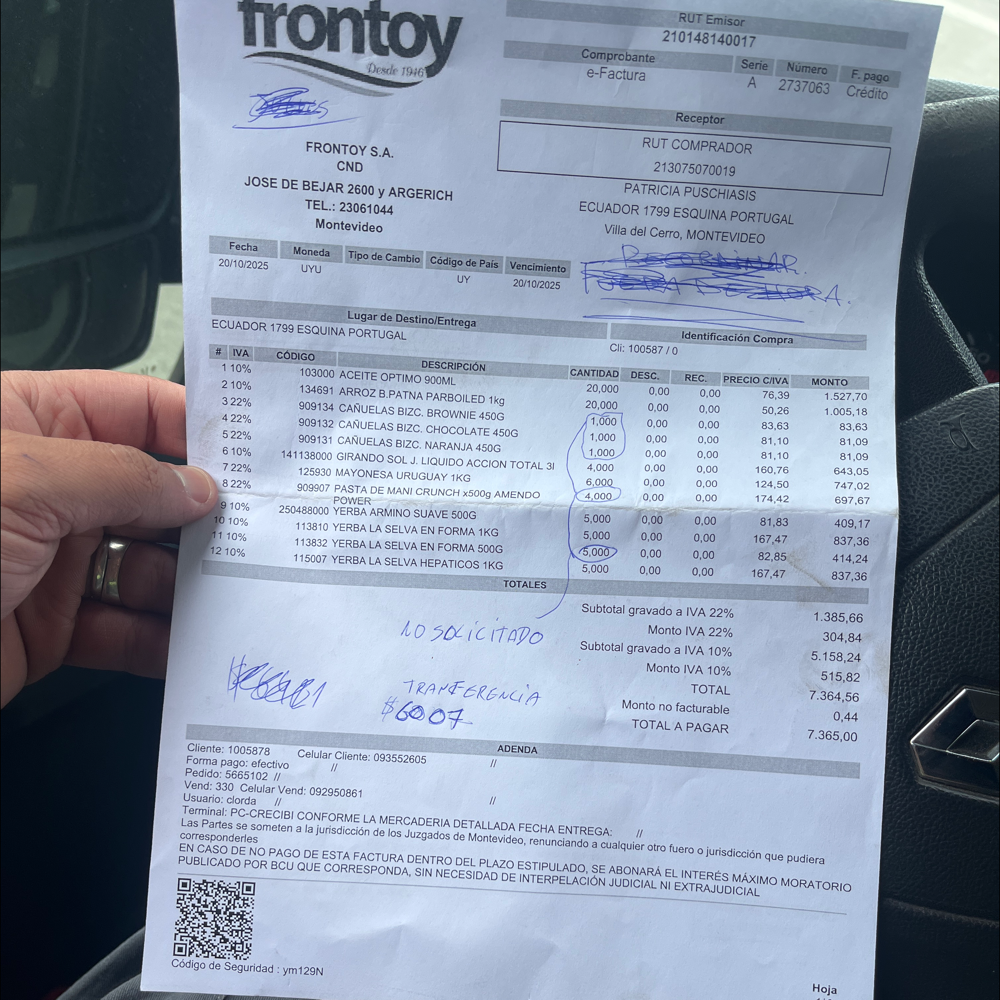 frontoy
Desde 1946
FRONTOY S.A.
CND
JOSE DE BEJAR 2600 y ARGERICH
TEL.: 23061044
Montevideo
RUT Emisor
210148140017
Comprobante Serie Número F. pago
e-Factura A 2737063 Crédito
Receptor
RUT COMPRADOR
213075070019
PATRICIA PUSCHIASIS
ECUADOR 1799 ESQUINA PORTUGAL
Villa del Cerro, MONTEVIDEO
Fecha Moneda Tipo de Cambio Código de País Vencimiento
20/10/2025 UYU UY 20/10/2025
Lugar de Destino/Entrega
ECUADOR 1799 ESQUINA PORTUGAL
Identificación Compra
Cli: 100587 / 0
# IVA CÓDIGO DESCRIPCIÓN CANTIDAD DESC. REC. PRECIO C/IVA MONTO
1 10% 103000 ACEITE OPTIMO 900ML 20,000 0,00 0,00 76,39 1.527,70
2 10% 134691 ARROZ B.PATNA PARBOILED 1kg 20,000 0,00 0,00 50,26 1.005,18
3 22% 909134 CAÑUELAS BIZC. BROWNIE 450G 1,000 0,00 0,00 83,63 83,63
4 22% 909132 CAÑUELAS BIZC. CHOCOLATE 450G 1,000 0,00 0,00 81,10 81,09
5 22% 909131 CAÑUELAS BIZC. NARANJA 450G 1,000 0,00 0,00 81,10 81,09
6 10% 141138000 GIRANDO SOL J. LIQUIDO ACCION TOTAL 3l 4,000 0,00 0,00 160,76 643,05
7 22% 125930 MAYONESA URUGUAY 1KG 6,000 0,00 0,00 124,50 747,02
8 22% 909907 PASTA DE MANI CRUNCH x500g AMENDO POWER 4,000 0,00 0,00 174,42 697,67
9 10% 250488000 YERBA ARMINO SUAVE 500G 5,000 0,00 0,00 81,83 409,17
10 10% 113810 YERBA LA SELVA EN FORMA 1KG 5,000 0,00 0,00 167,47 837,36
11 10% 113832 YERBA LA SELVA EN FORMA 500G 5,000 0,00 0,00 82,85 414,24
12 10% 115007 YERBA LA SELVA HEPATICOS 1KG 5,000 0,00 0,00 167,47 837,36
TOTALES
Subtotal gravado a IVA 22% 1.385,66
Monto IVA 22% 304,84
Subtotal gravado a IVA 10% 5.158,24
Monto IVA 10% 515,82
TOTAL 7.364,56
Monto no facturable 0,44
TOTAL A PAGAR 7.365,00
NO SOLICITADO
TRANFERENCIA
$6007
ADENDA
Cliente: 1005878 Celular Cliente: 093552605 //
Forma pago: efectivo //
Pedido: 5665102 //
Vend: 330 Celular Vend: 092950861 //
Usuario: clorda //
Terminal: PC-CRECIBI CONFORME LA MERCADERIA DETALLADA FECHA ENTREGA: //
Las Partes se someten a la jurisdicción de los Juzgados de Montevideo, renunciando a cualquier otro fuero o jurisdicción que pudiera
corresponderles
EN CASO DE NO PAGO DE ESTA FACTURA DENTRO DEL PLAZO ESTIPULADO, SE ABONARÁ EL INTERÉS MÁXIMO MORATORIO
PUBLICADO POR BCU QUE CORRESPONDA, SIN NECESIDAD DE INTERPELACIÓN JUDICIAL NI EXTRAJUDICIAL
Código de Seguridad : ym129N
Hoja